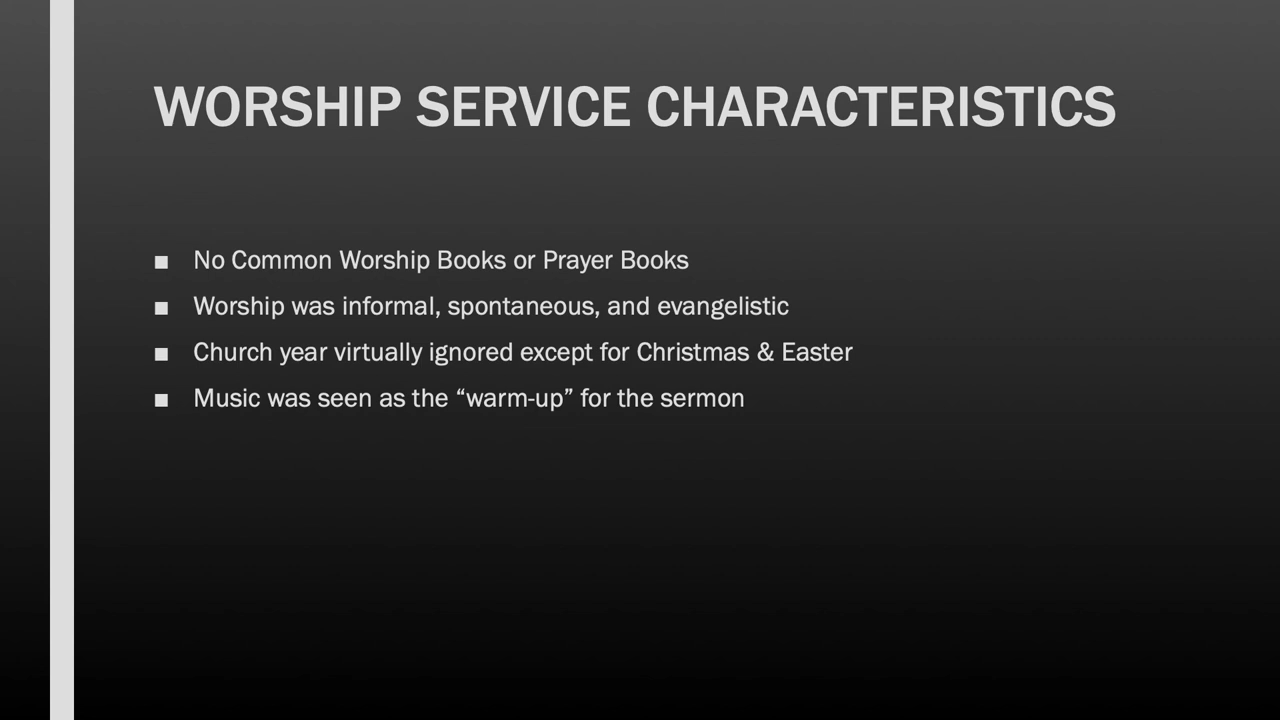 WORSHIP SERVICE CHARACTERISTICS
■ No Common Worship Books or Prayer Books
■ Worship was informal, spontaneous, and evangelistic
■ Church year virtually ignored except for Christmas & Easter
■ Music was seen as the “warm-up” for the sermon